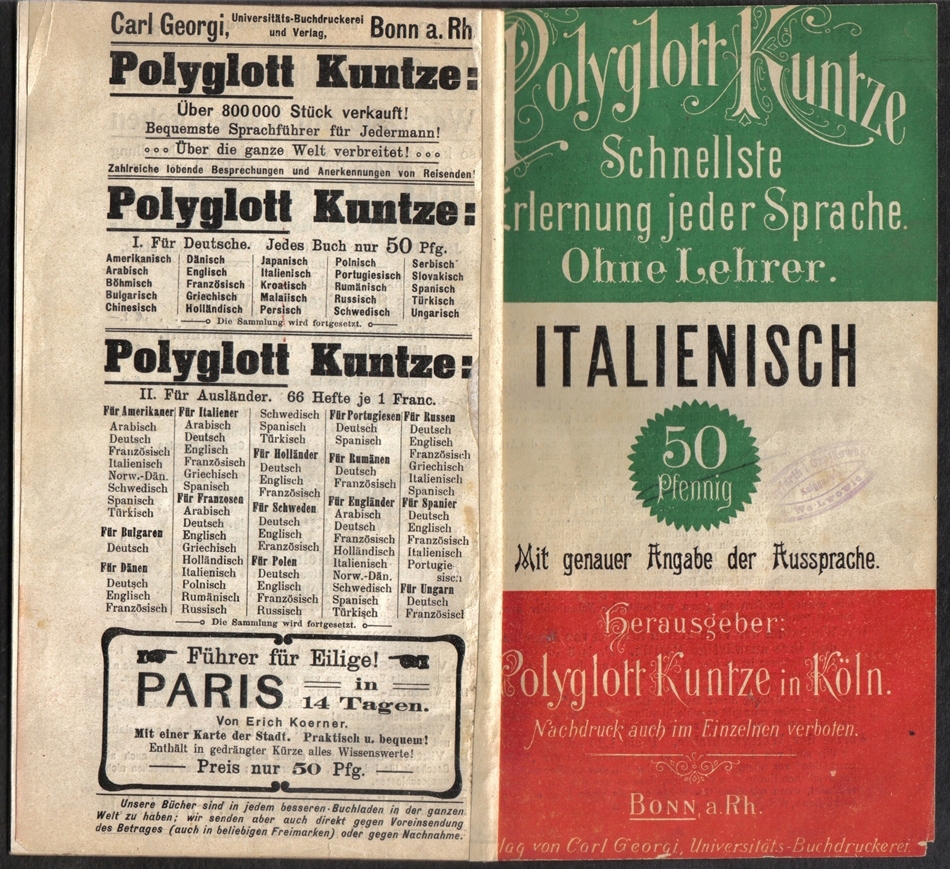 Carl Georgi, Universitäts-Buchdruckerei und Verlag, Bonn a. Rh
Polyglott Kuntze:
Über 800000 Stück verkauft!
Bequemste Sprachführer für Jedermann!
Über die ganze Welt verbreitet!
Zahlreiche lobende Besprechungen und Anerkennungen von Reisenden!
Polyglott Kuntze:
I. Für Deutsche. Jedes Buch nur 50 Pfg.
Amerikanisch
Arabisch
Böhmisch
Bulgarisch
Chinesisch
Dänisch
Englisch
Französisch
Griechisch
Holländisch
Japanisch
Italienisch
Kroatisch
Malaiisch
Persisch
Polnisch
Portugiesisch
Rumänisch
Russisch
Schwedisch
Serbisch
Slovakisch
Spanisch
Türkisch
Ungarisch
Die Sammlung wird fortgesetzt.
Polyglott Kuntze:
II. Für Ausländer. 66 Hefte je 1 Franc.
Für Amerikaner
Arabisch
Deutsch
Französisch
Italienisch
Norw.-Dän.
Schwedisch
Spanisch
Türkisch
Für Bulgaren
Deutsch
Für Dänen
Deutsch
Englisch
Französisch
Für Italiener
Arabisch
Deutsch
Englisch
Französisch
Griechisch
Spanisch
Für Franzosen
Arabisch
Deutsch
Englisch
Griechisch
Holländisch
Italienisch
Polnisch
Rumänisch
Russisch
Schwedisch
Spanisch
Türkisch
Für Holländer
Deutsch
Englisch
Französisch
Für Schweden
Deutsch
Englisch
Französisch
Für Polen
Deutsch
Englisch
Französisch
Russisch
Für Portugiesen
Deutsch
Spanisch
Für Rumänen
Deutsch
Französisch
Für Engländer
Arabisch
Deutsch
Französisch
Holländisch
Italienisch
Norw.-Dän.
Schwedisch
Spanisch
Türkisch
Für Russen
Deutsch
Englisch
Französisch
Griechisch
Italienisch
Spanisch
Für Spanier
Deutsch
Englisch
Französisch
Italienisch
Portugie
sisch
Für Ungarn
Deutsch
Französisch
Die Sammlung wird fortgesetzt.
Führer für Eilige!
PARIS in 14 Tagen.
Von Erich Koerner.
Mit einer Karte der Stadt. Praktisch u. bequem!
Enthält in gedrängter Kürze alles Wissenswerte!
Preis nur 50 Pfg.
Unsere Bücher sind in jedem besseren Buchladen in der ganzen
Welt zu haben; wir senden aber auch direkt gegen Voreinsendung
des Betrages (auch in beliebigen Freimarken) oder gegen Nachnahme.
Polyglott Kuntze
Schnellste
Erlernung jeder Sprache.
Ohne Lehrer.
ITALIENISCH
50
Pfennig
Mit genauer Angabe der Aussprache.
Herausgeber:
Polyglott Kuntze in Köln.
Nachdruck auch im Einzelnen verboten.
BONN a. Rh.
lag von Carl Georgi, Universitäts-Buchdruckerei.